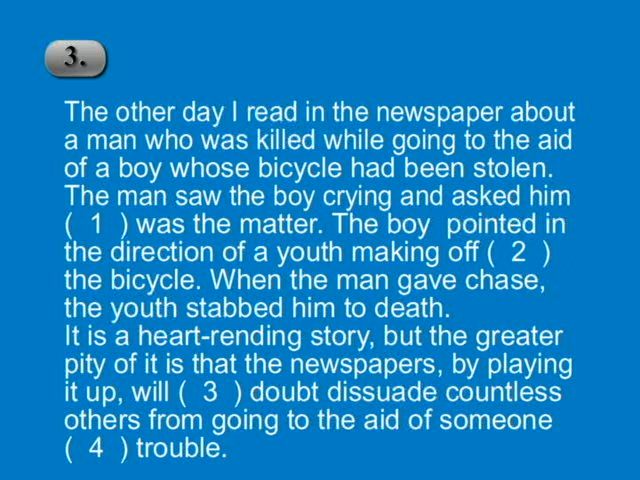 3.
The other day I read in the newspaper about
a man who was killed while going to the aid
of a boy whose bicycle had been stolen.
The man saw the boy crying and asked him
( 1 ) was the matter. The boy pointed in
the direction of a youth making off ( 2 )
the bicycle. When the man gave chase,
the youth stabbed him to death.
It is a heart-rending story, but the greater
pity of it is that the newspapers, by playing
it up, will ( 3 ) doubt dissuade countless
others from going to the aid of someone
( 4 ) trouble.